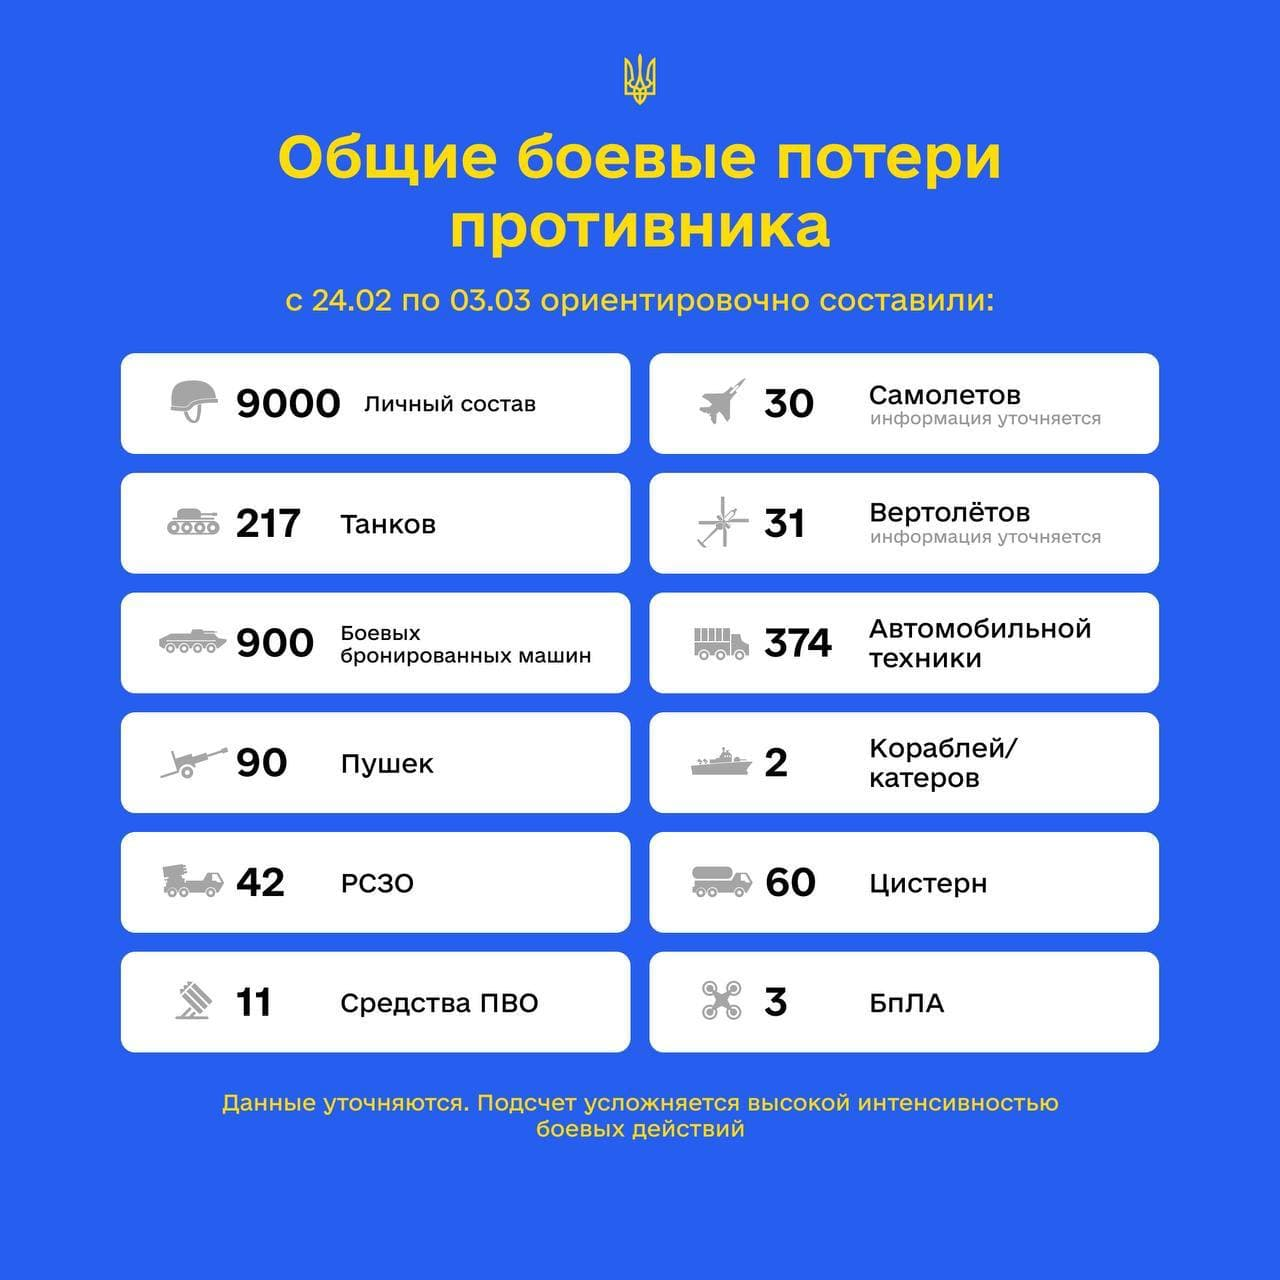 Общие боевые потери
противника
с 24.02 по 03.03 ориентировочно составили:
9000 Личный состав
30 Самолетов
информация уточняется
217 Танков
31 Вертолётов
информация уточняется
900 Боевых
бронированных машин
374 Автомобильной
техники
90 Пушек
2 Кораблей/
катеров
42 РСЗО
60 Цистерн
11 Средства ПВО
3 БпЛА
Данные уточняются. Подсчет усложняется высокой интенсивностью
боевых действий